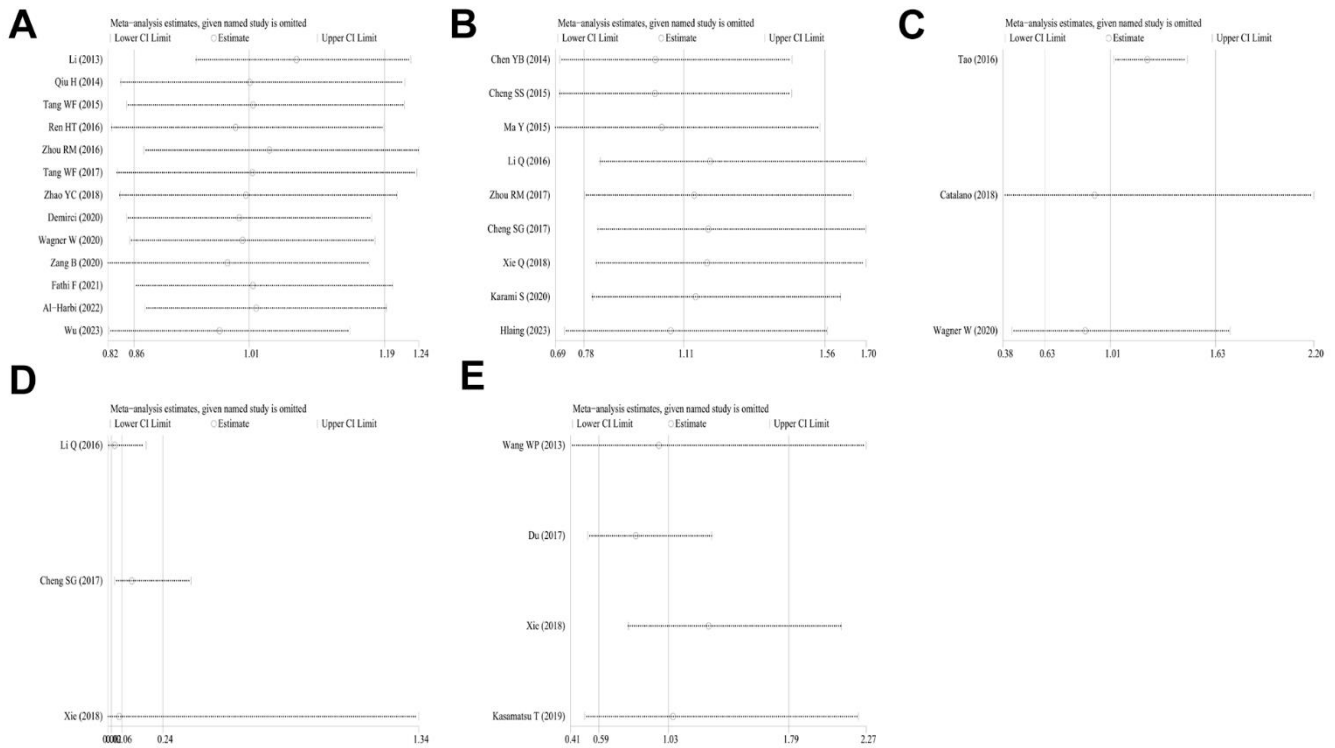 A
Meta-analysis estimates, given named study is omitted
Lower CI Limit Estimate Upper CI Limit
Li (2013)
Qiu H (2014)
Tang WF (2015)
Ren HT (2016)
Zhou RM (2016)
Tang WF (2017)
Zhao YC (2018)
Demirci (2020)
Wagner W (2020)
Zang B (2020)
Fathi F (2021)
Al-Harbi (2022)
Wu (2023)
0.82 0.86 1.01 1.19 1.24
B
Meta-analysis estimates, given named study is omitted
Lower CI Limit Estimate Upper CI Limit
Chen YB (2014)
Cheng SS (2015)
Ma Y (2015)
Li Q (2016)
Zhou RM (2017)
Cheng SG (2017)
Xie Q (2018)
Karami S (2020)
Hlaing (2023)
0.69 0.78 1.11 1.56 1.70
C
Meta-analysis estimates, given named study is omitted
Lower CI Limit Estimate Upper CI Limit
Tao (2016)
Catalano (2018)
Wagner W (2020)
0.38 0.63 1.01 1.63 2.20
D
Meta-analysis estimates, given named study is omitted
Lower CI Limit Estimate Upper CI Limit
Li Q (2016)
Cheng SG (2017)
Xie (2018)
0.24 1.34
E
Meta-analysis estimates, given named study is omitted
Lower CI Limit Estimate Upper CI Limit
Wang WP (2013)
Du (2017)
Xie (2018)
Kasamatsu T (2019)
0.41 0.59 1.03 1.79 2.27